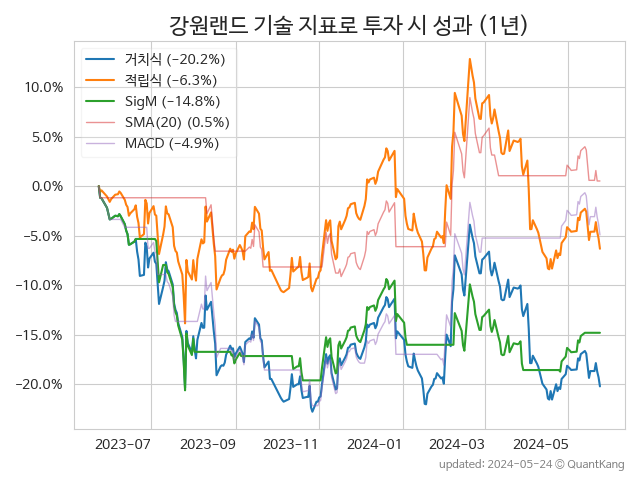 강원랜드 기술 지표로 투자 시 성과 (1년)
거치식 (−20.2%)
적립식 (−6.3%)
SigM (−14.8%)
SMA(20) (0.5%)
MACD (−4.9%)
10.0%
5.0%
0.0%
−5.0%
−10.0%
−15.0%
−20.0%
2023−07 2023−09 2023−11 2024−01 2024−03 2024−05
updated: 2024-05-24 © QuantKang